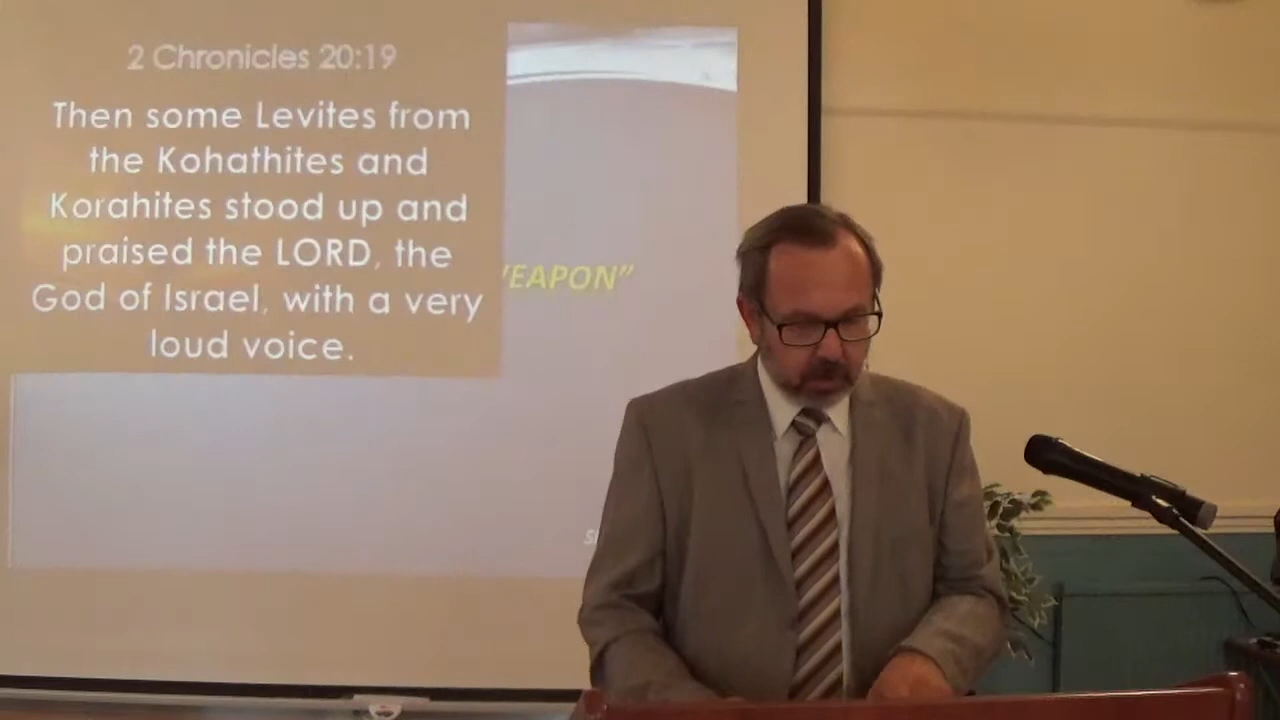 2 Chronicles 20:19
Then some Levites from
the Kohathites and
Korahites stood up and
praised the LORD, the
God of Israel, with a very
loud voice.
EAPON”